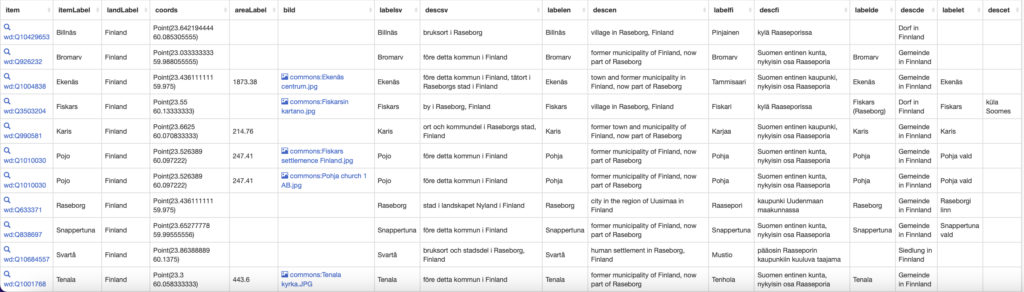 item itemLabel landLabel coords areaLabel bild labelsv descsv labelen descen labelfi descfi labelde descde labelet descet
wd:Q10429653 Billnäs Finland Point(23.642194444 60.085305555) Billnäs bruksort i Raseborg Billnäs village in Raseborg, Finland Pinjainen kylä Raaseporissa Dorf in Finnland
wd:Q926232 Bromarv Finland Point(23.033333333 59.988055555) Bromarv före detta kommun i Finland Bromarv former municipality of Finland, now part of Raseborg Bromarv Suomen entinen kunta, nykyisin osa Raaseporia Bromarv Gemeinde in Finnland
wd:Q1004838 Ekenäs Finland Point(23.436111111 59.975) 1873.38 commons:Ekenäs centrum.jpg Ekenäs före detta kommun i Finland, tätort i Raseborgs stad i Finland Ekenäs town and former municipality in Finland, now part of Raseborg Tammisaari Suomen entinen kaupunki, nykyisin osa Raaseporia Ekenäs Gemeinde in Finnland Ekenäs
wd:Q3503204 Fiskars Finland Point(23.55 60.13333333) commons:Fiskarsin kartano.jpg Fiskars by i Raseborg, Finland Fiskars village in Raseborg, Finland Fiskari kylä Raaseporissa Fiskars (Raseborg) Dorf in Finnland Fiskars küla Soomes
wd:Q990581 Karis Finland Point(23.6625 60.070833333) 214.76 Karis ort och kommundel i Raseborgs stad, Finland Karis former town and municipality of Finland, now part of Raseborg Karjaa Suomen entinen kaupunki, nykyisin osa Raaseporia Karis Gemeinde in Finnland Karis
wd:Q1010030 Pojo Finland Point(23.526389 60.097222) 247.41 commons:Fiskars settlemence Finland.jpg Pojo före detta kommun i Finland Pohja former municipality of Finland, now part of Raseborg Pohja Suomen entinen kunta, nykyisin osa Raaseporia Pohja Gemeinde in Finnland Pohja vald
wd:Q1010030 Pojo Finland Point(23.526389 60.097222) 247.41 commons:Pohja church 1 AB.jpg Pojo före detta kommun i Finland Pohja former municipality of Finland, now part of Raseborg Pohja Suomen entinen kunta, nykyisin osa Raaseporia Pohja Gemeinde in Finnland Pohja vald
wd:Q633371 Raseborg Finland Point(23.436111111 59.975) Raseborg stad i landskapet Nyland i Finland Raseborg city in the region of Uusimaa in Finland Raasepori kaupunki Uudenmaan maakunnassa Raseborg Gemeinde in Finnland Raseborgi linn
wd:Q838697 Snappertuna Finland Point(23.65277778 59.99555556) Snappertuna före detta kommun i Finland Snappertuna former municipality of Finland, now part of Raseborg Snappertuna Suomen entinen kunta, nykyisin osa Raaseporia Snappertuna Gemeinde in Finnland Snappertuna vald
wd:Q10684557 Svartå Finland Point(23.86388889 60.1375) Svartå bruksort och stadsdel i Raseborg, Finland Svartå human settlement in Raseborg, Finland Mustio pääosin Raaseporin kaupunkiin kuuluva taajama Siedlung in Finnland
wd:Q1001768 Tenala Finland Point(23.3 60.058333333) 443.6 commons:Tenala kyrka.JPG Tenala före detta kommun i Finland Tenala former municipality of Finland, now part of Raseborg Tenhola Suomen entinen kunta, nykyisin osa Raaseporia Tenala Gemeinde in Finnland Tenala